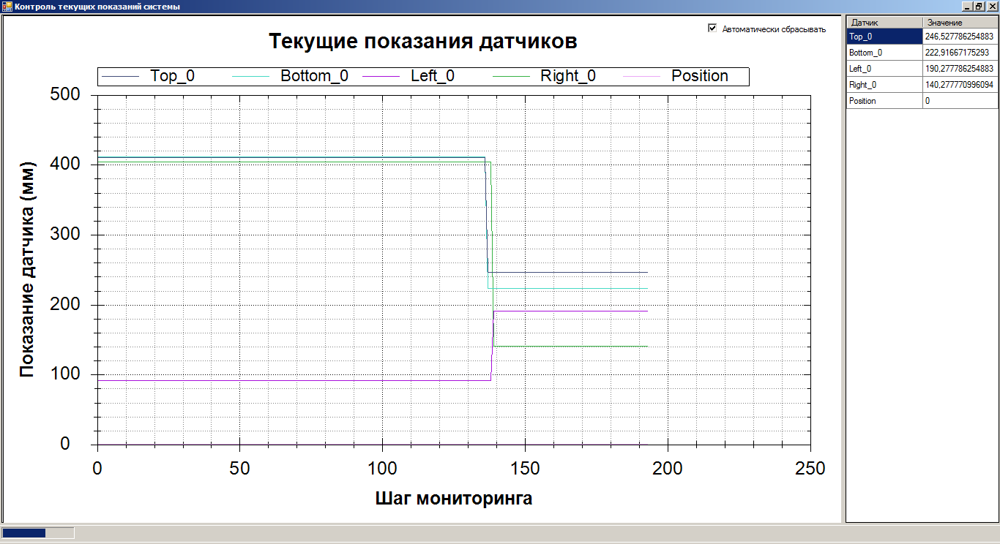 Контроль текущих показаний системы
Текущие показания датчиков
Автоматически сбрасывать
Top_0 Bottom_0 Left_0 Right_0 Position
500
400
300
200
100
0
Показание датчика (мм)
0 50 100 150 200 250
Шаг мониторинга
Датчик Значение
Top_0 246,527786254883
Bottom_0 222,91667175293
Left_0 190,277786254883
Right_0 140,277770996094
Position 0